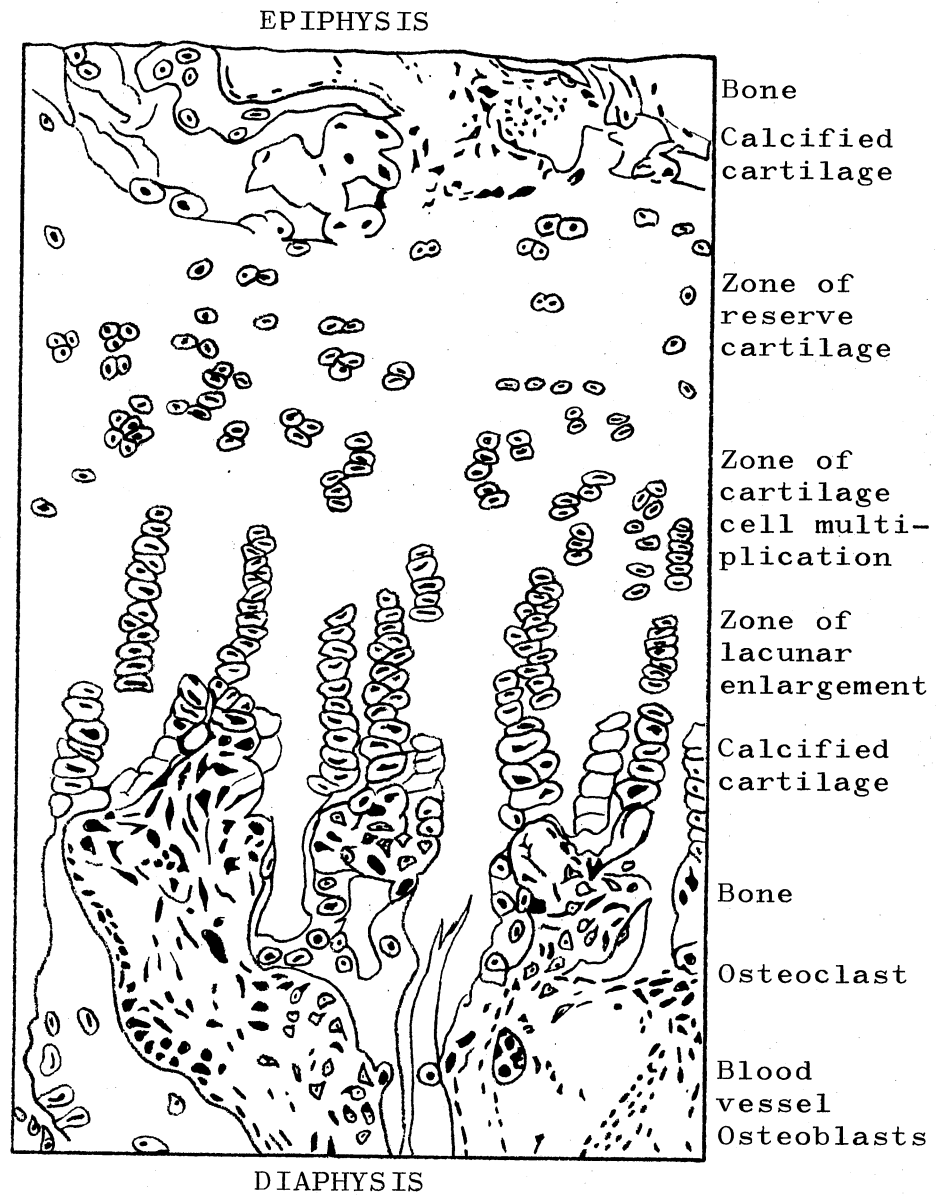 EPIPHYSIS
Bone
Calcified
cartilage
Zone of
reserve
cartilage
Zone of
cartilage
cell multi-
plication
Zone of
lacunar
enlargement
Calcified
cartilage
Bone
Osteoclast
Blood
vessel
Osteoblasts
DIAPHYSIS